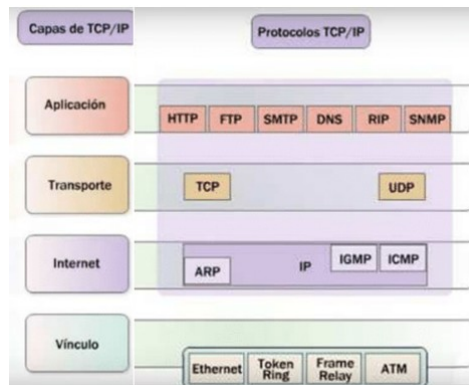 Capas de TCP/IP
Protocolos TCP/IP
Aplicación
HTTP FTP SMTP DNS RIP SNMP
Transporte
TCP UDP
Internet
ARP IP IGMP ICMP
Vínculo
Ethernet Token Ring Frame Relay ATM